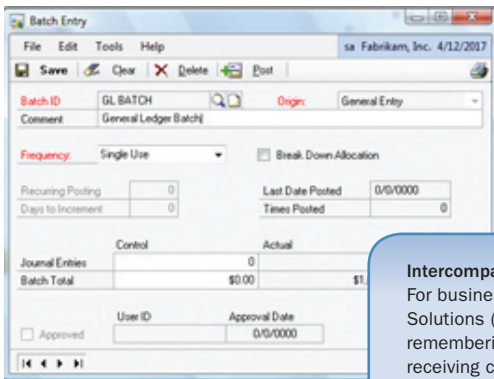 Batch Entry
File Edit Tools Help sa Fabrikam, Inc. 4/12/2017
Save Clear Delete Post
Batch ID GL BATCH Origin: General Entry
Comment General Ledger Batch
Frequency: Single Use Break Down Allocation
Recurring Posting 0 Last Date Posted 0/0/0000
Days to Increment 0 Times Posted 0
Control Actual
Journal Entries 0
Batch Total $0.00 $1,
User ID Approval Date
Approved 0/0/0000
Intercompa
For busine
Solutions (
rememberi
receiving c